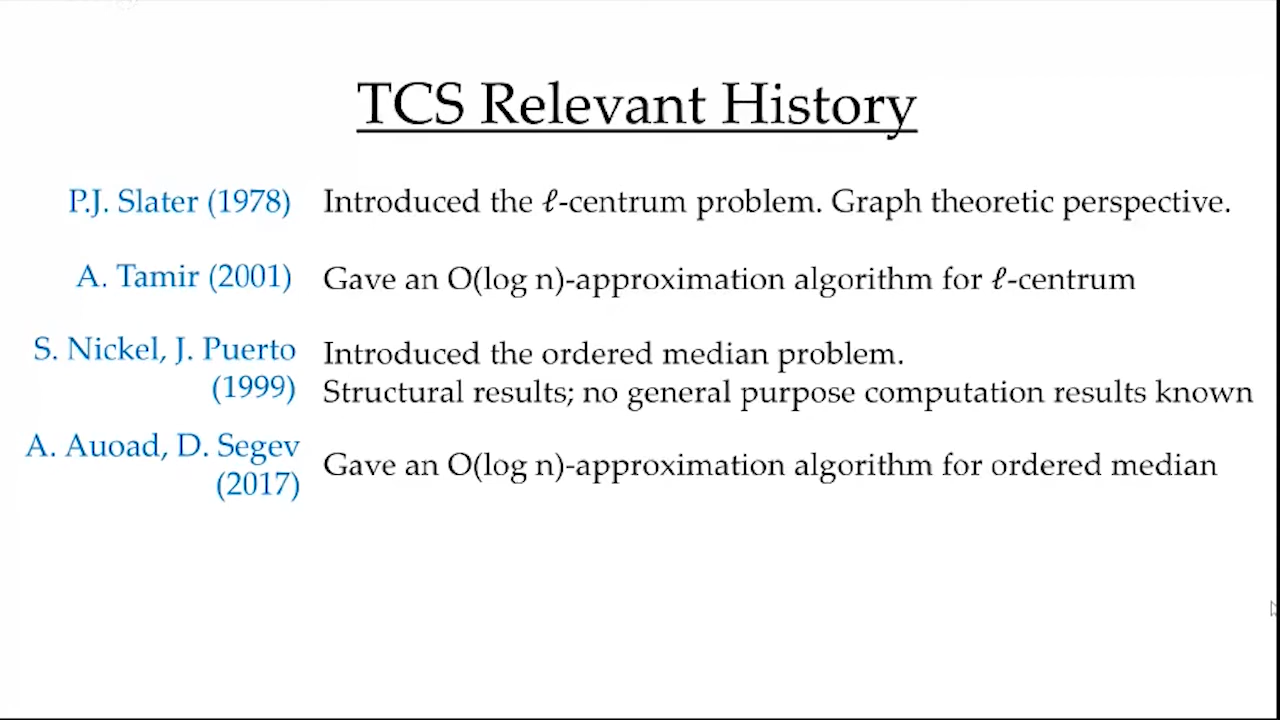 TCS Relevant History
P.J. Slater (1978) Introduced the ℓ-centrum problem. Graph theoretic perspective.
A. Tamir (2001) Gave an O(log n)-approximation algorithm for ℓ-centrum
S. Nickel, J. Puerto Introduced the ordered median problem.
(1999) Structural results; no general purpose computation results known
A. Auoad, D. Segev
(2017) Gave an O(log n)-approximation algorithm for ordered median